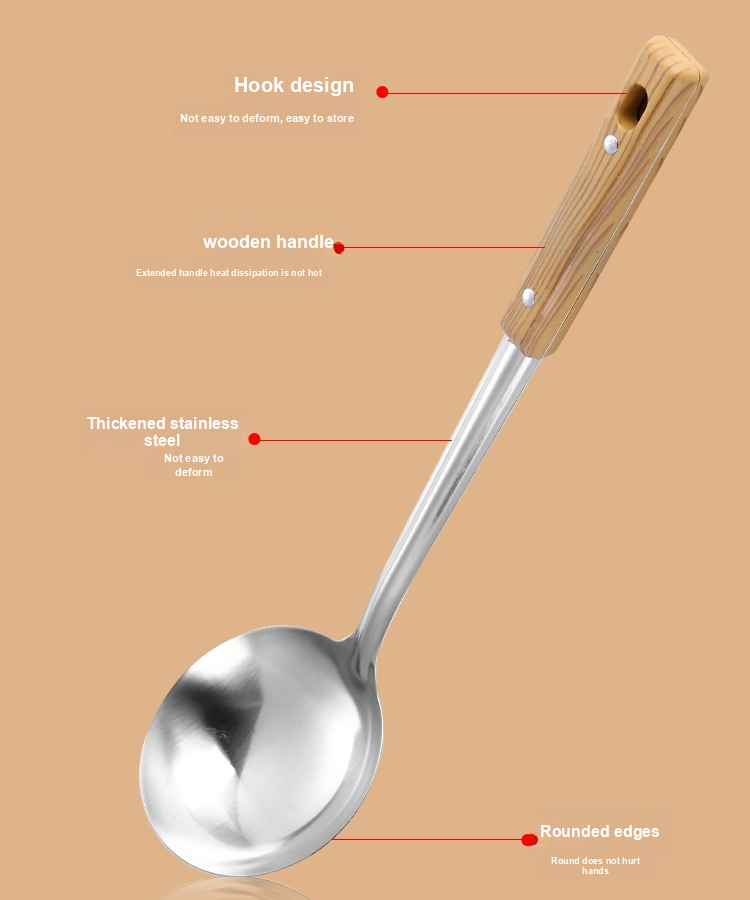 Hook design
Not easy to deform, easy to store
wooden handle
Extended handle heat dissipation is not hot
Thickened stainless
steel
Not easy to
deform
Rounded edges
Round does not hurt
hands